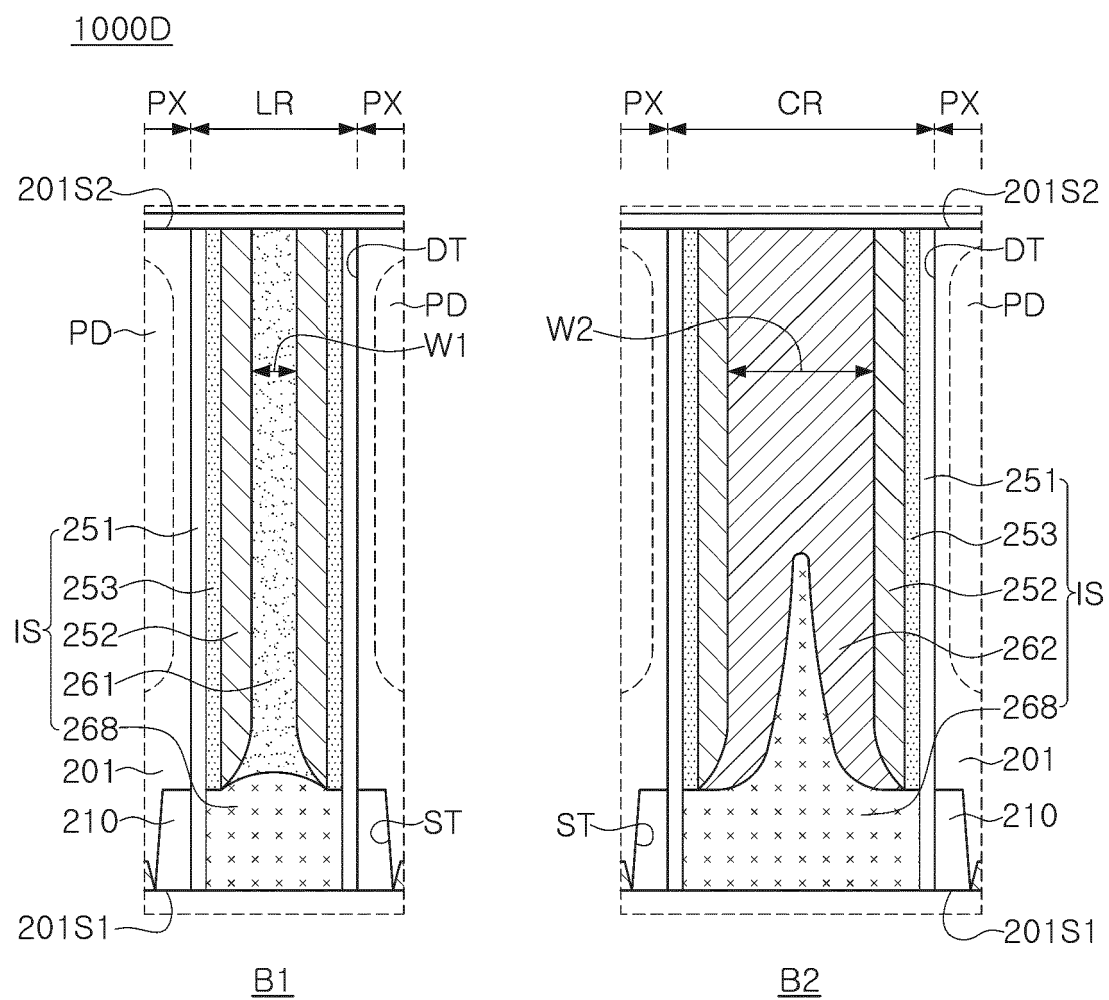 1000D
PX LR PX
PX CR PX
201S2
201S2
DT
DT
PD
PD
PD
W1
W2
251
253
IS
252
261
268
201
210
ST
201S1
251
253
252
IS
262
268
201
210
ST
201S1
B1
B2